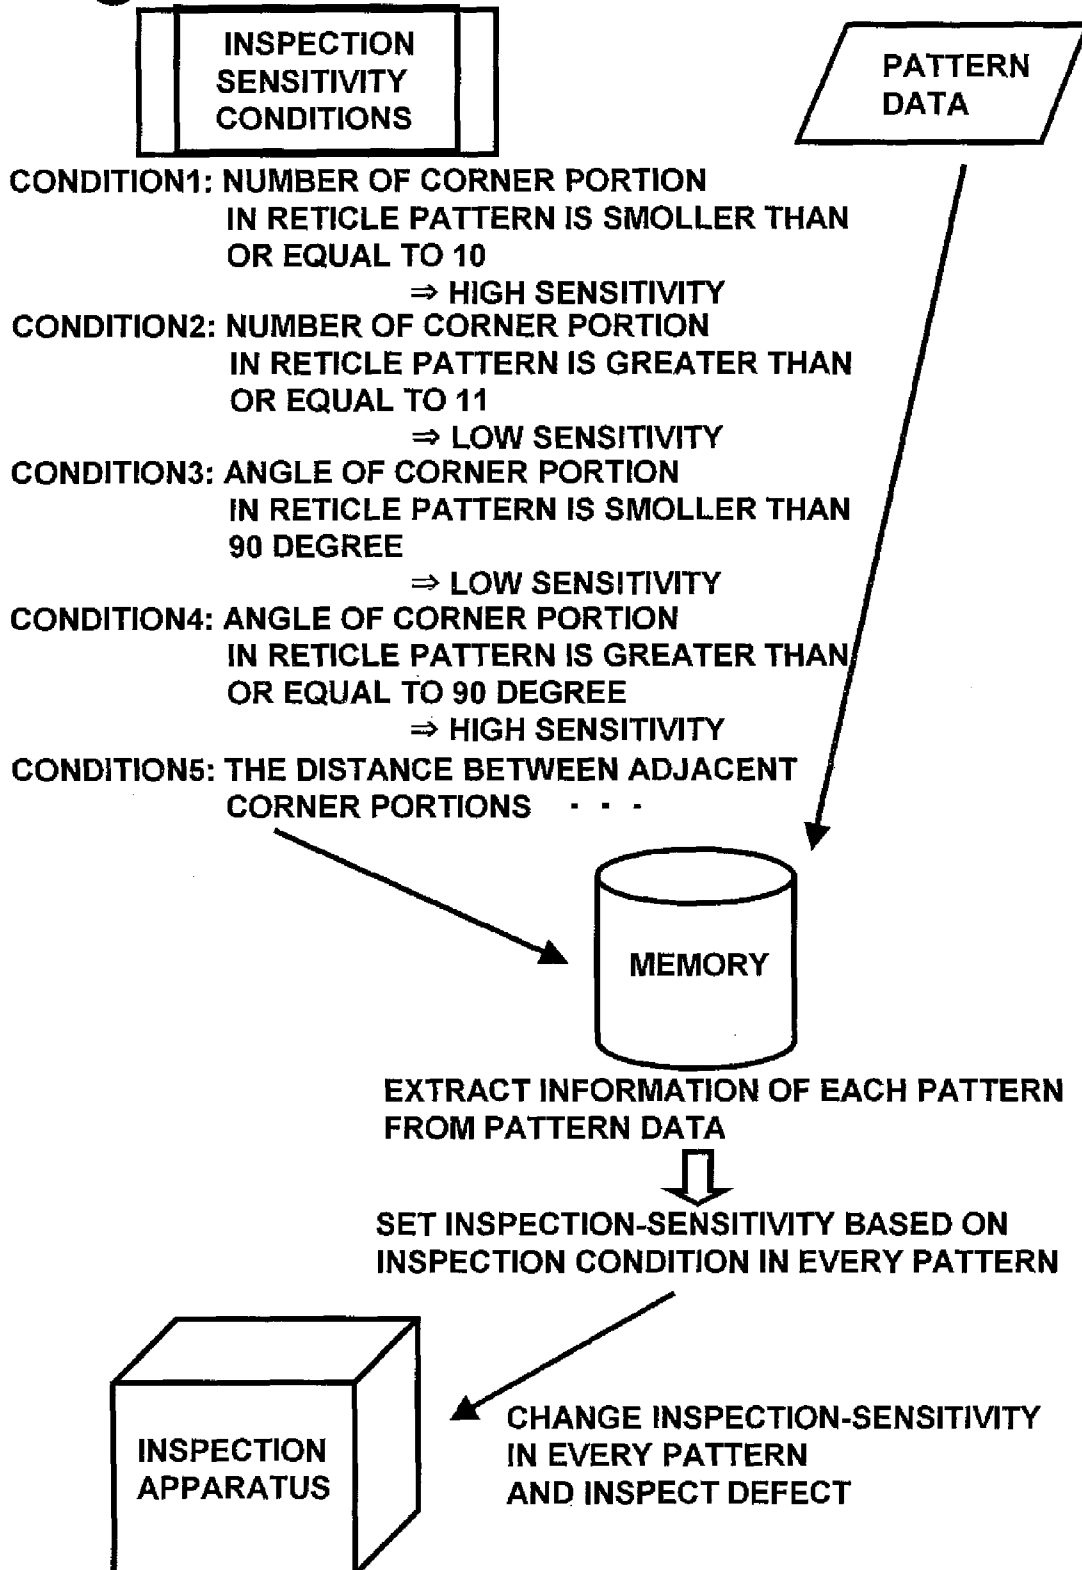 INSPECTION
SENSITIVITY
CONDITIONS
PATTERN
DATA
CONDITION1: NUMBER OF CORNER PORTION
IN RETICLE PATTERN IS SMOLLER THAN
OR EQUAL TO 10
⇒ HIGH SENSITIVITY
CONDITION2: NUMBER OF CORNER PORTION
IN RETICLE PATTERN IS GREATER THAN
OR EQUAL TO 11
⇒ LOW SENSITIVITY
CONDITION3: ANGLE OF CORNER PORTION
IN RETICLE PATTERN IS SMOLLER THAN
90 DEGREE
⇒ LOW SENSITIVITY
CONDITION4: ANGLE OF CORNER PORTION
IN RETICLE PATTERN IS GREATER THAN
OR EQUAL TO 90 DEGREE
⇒ HIGH SENSITIVITY
CONDITION5: THE DISTANCE BETWEEN ADJACENT
CORNER PORTIONS - - -
MEMORY
EXTRACT INFORMATION OF EACH PATTERN
FROM PATTERN DATA
SET INSPECTION-SENSITIVITY BASED ON
INSPECTION CONDITION IN EVERY PATTERN
INSPECTION
APPARATUS
CHANGE INSPECTION-SENSITIVITY
IN EVERY PATTERN
AND INSPECT DEFECT